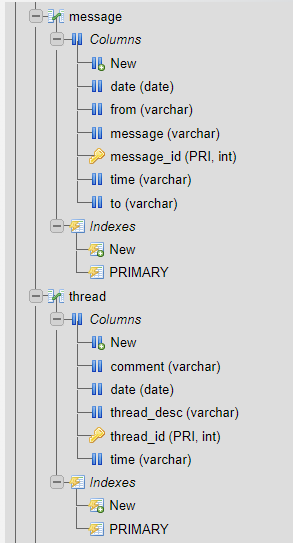 message
Columns
New
date (date)
from (varchar)
message (varchar)
message_id (PRI, int)
time (varchar)
to (varchar)
Indexes
New
PRIMARY
thread
Columns
New
comment (varchar)
date (date)
thread_desc (varchar)
thread_id (PRI, int)
time (varchar)
Indexes
New
PRIMARY